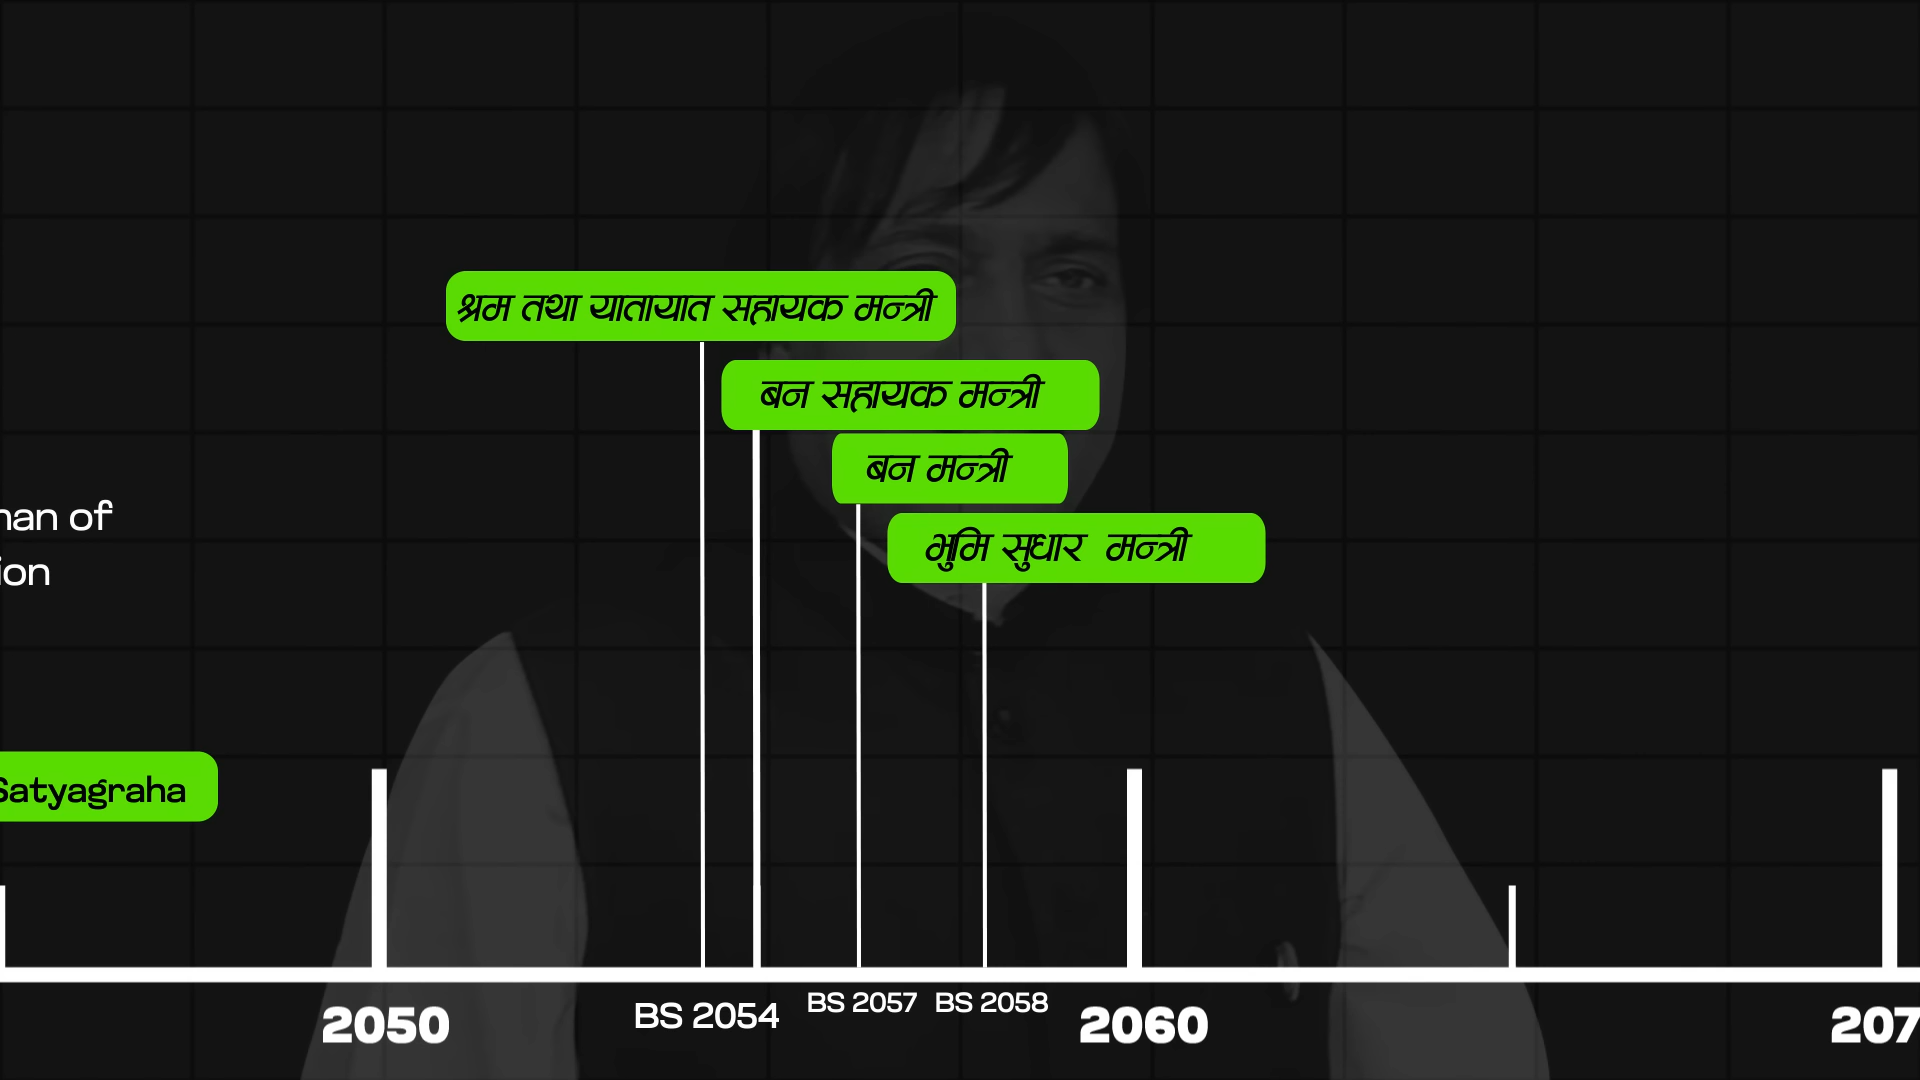 श्रम तथा यातायात सहायक मन्त्री
बन सहायक मन्त्री
बन मन्त्री
भुमि सुधार मन्त्री
of
Satyagraha
2050
BS 2054
BS 2057
BS 2058
2060